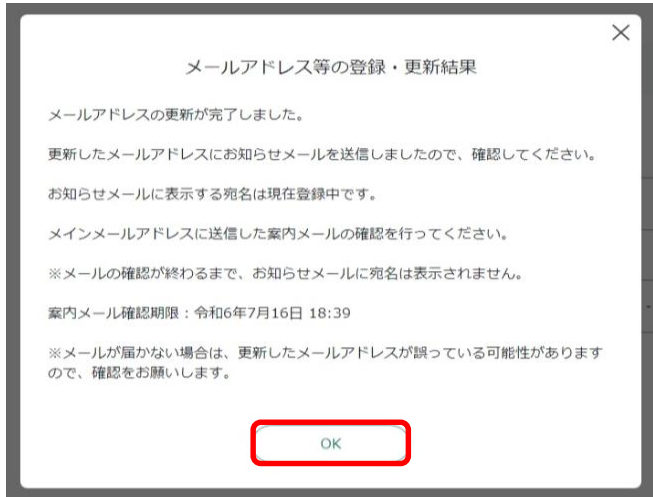 メールアドレス等の登録・更新結果
メールアドレスの更新が完了しました。
更新したメールアドレスにお知らせメールを送信しましたので、確認してください。
お知らせメールに表示する宛名は現在登録中です。
メインメールアドレスに送信した案内メールの確認を行ってください。
※メールの確認が終わるまで、お知らせメールに宛名は表示されません。
案内メール確認期限：令和6年7月16日 18:39
※メールが届かない場合は、更新したメールアドレスが誤っている可能性があります
ので、確認をお願いします。
OK